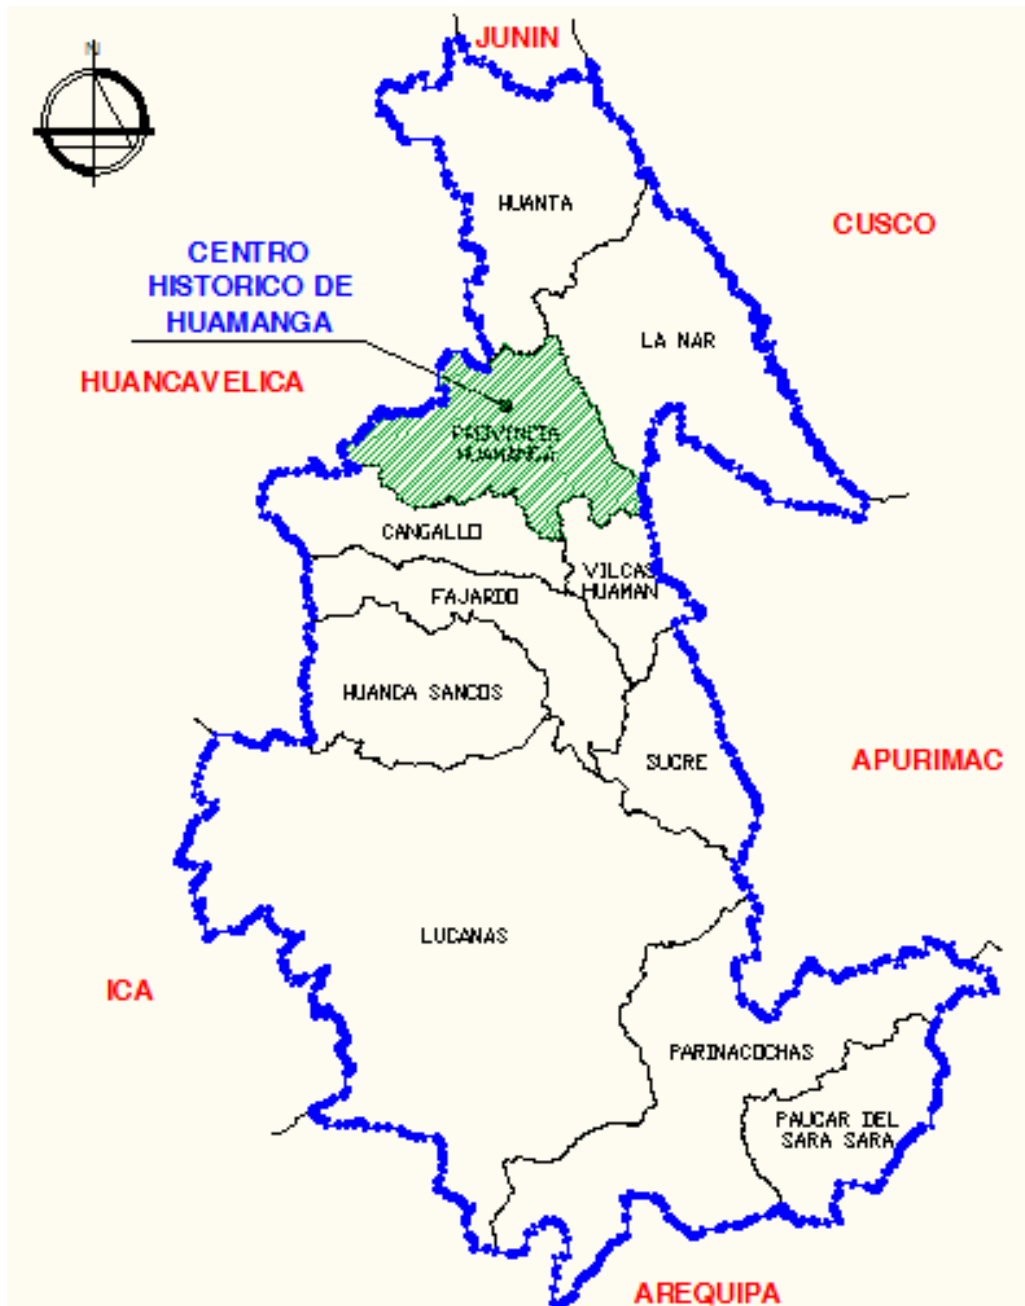 N
JUNIN
HUANTA
CUSCO
CENTRO
HISTORICO DE
HUAMANGA
LA NAR
HUANCAVELICA
PROVINCIA
HUAMANGA
CANGALLO
VILCAS
HUAMAN
FAJARDO
HUANCA SANCOS
SUCRE
APURIMAC
LUCANAS
ICA
PARINACOCHAS
PAUCAR DEL
SARA SARA
AREQUIPA